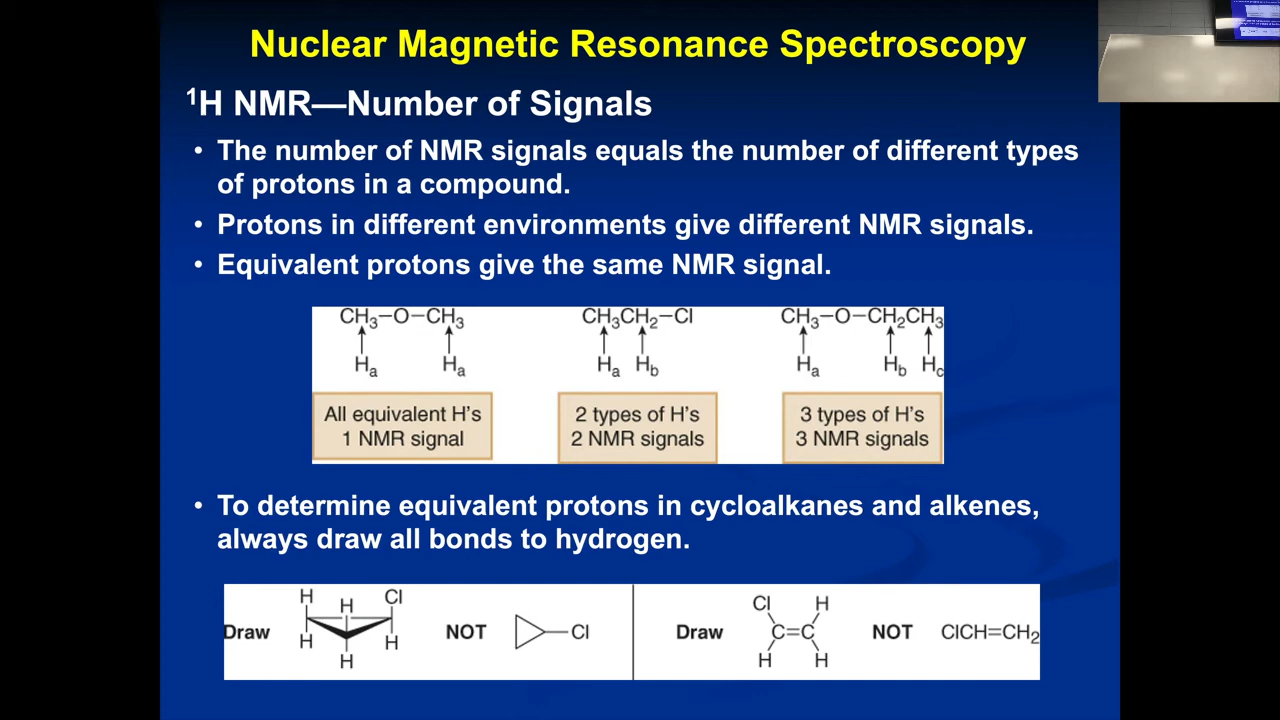 Nuclear Magnetic Resonance Spectroscopy
¹H NMR—Number of Signals
• The number of NMR signals equals the number of different types
of protons in a compound.
• Protons in different environments give different NMR signals.
• Equivalent protons give the same NMR signal.
CH₃–O–CH₃ CH₃CH₂–Cl CH₃–O–CH₂CH₃
Hₐ Hₐ Hₐ H_b Hₐ H_b H_c
All equivalent H's 2 types of H's 3 types of H's
1 NMR signal 2 NMR signals 3 NMR signals
• To determine equivalent protons in cycloalkanes and alkenes,
always draw all bonds to hydrogen.
H H Cl Cl H
Draw NOT Cl Draw C=C NOT ClCH=CH₂
H H H H H